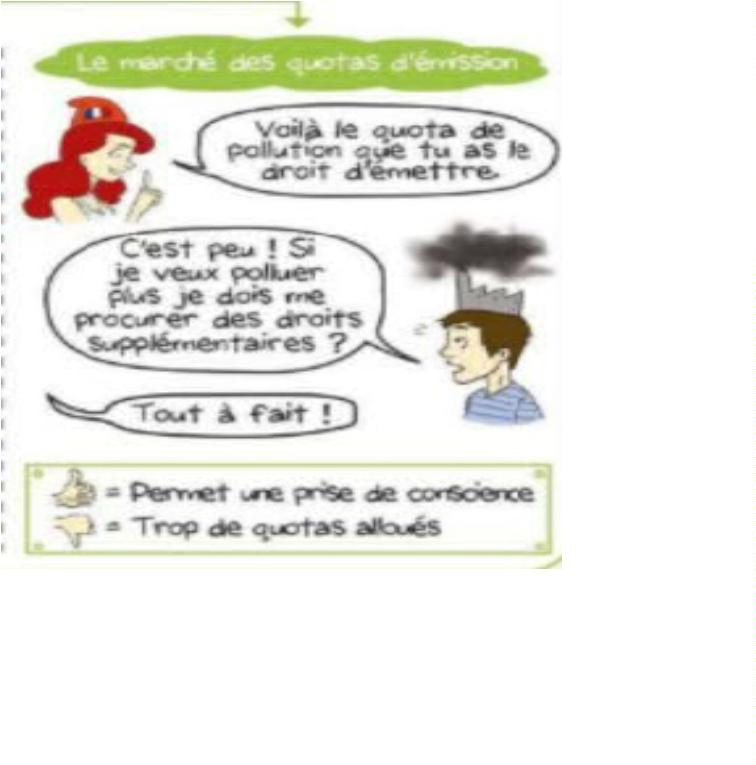 Le marché des quotas d'émission
Voilà le quota de
pollution que tu as le
droit d'émettre.
C'est peu ! Si
je veux polluer
plus je dois me
procurer des droits
supplémentaires ?
Tout à fait !
= Permet une prise de conscience
= Trop de quotas alloués